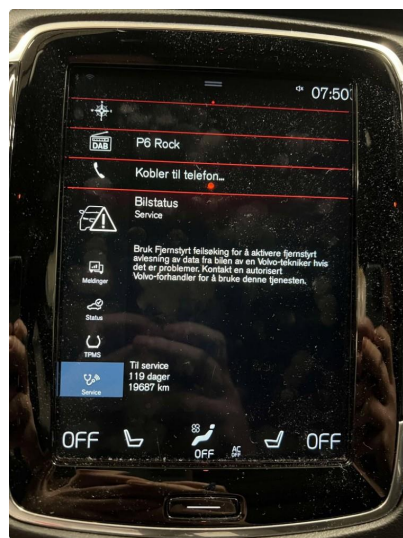 07:50
DAB
P6 Rock
Kobler til telefon...
Bilstatus
Service
Bruk Fjernstyrt feilsøking for å aktivere fjernstyrt
avlesning av data fra bilen av en Volvo-tekniker hvis
det er problemer. Kontakt en autorisert
Volvo-forhandler for å bruke denne tjenesten.
Meldinger
Status
TPMS
Service
Til service
119 dager
19687 km
OFF
OFF
AC
OFF
OFF